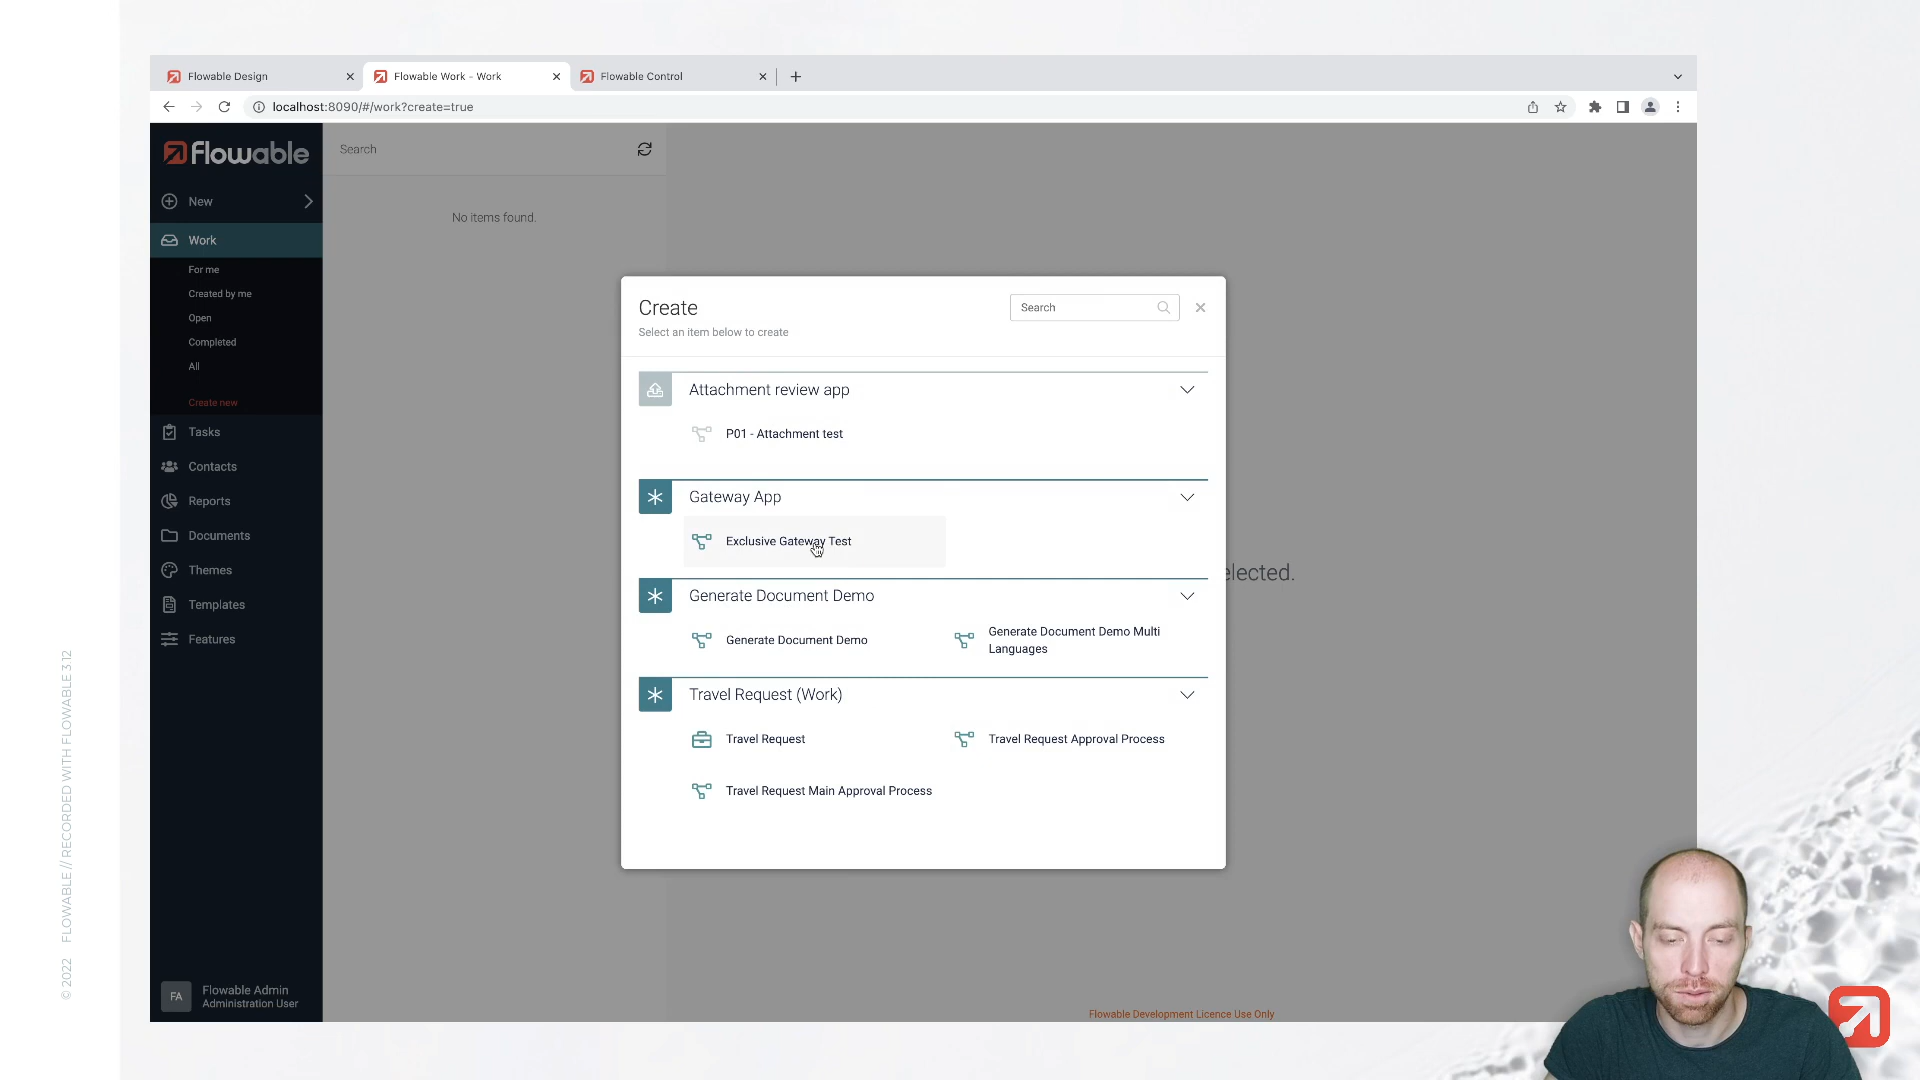 Flowable Design
Flowable Work - Work
Flowable Control
localhost:8090/#/work?create=true
Flowable
New
Work
For me
Created by me
Open
Completed
All
Create new
Tasks
Contacts
Reports
Documents
Themes
Templates
Features
FA
Flowable Admin
Administration User
Search
No items found.
Create
Select an item below to create
Search
Attachment review app
P01 - Attachment test
Gateway App
Exclusive Gateway Test
Generate Document Demo
Generate Document Demo
Generate Document Demo Multi
Languages
Travel Request (Work)
Travel Request
Travel Request Approval Process
Travel Request Main Approval Process
elected.
Flowable Development Licence Use Only
© 2022 FLOWABLE // RECORDED WITH FLOWABLE 3.12